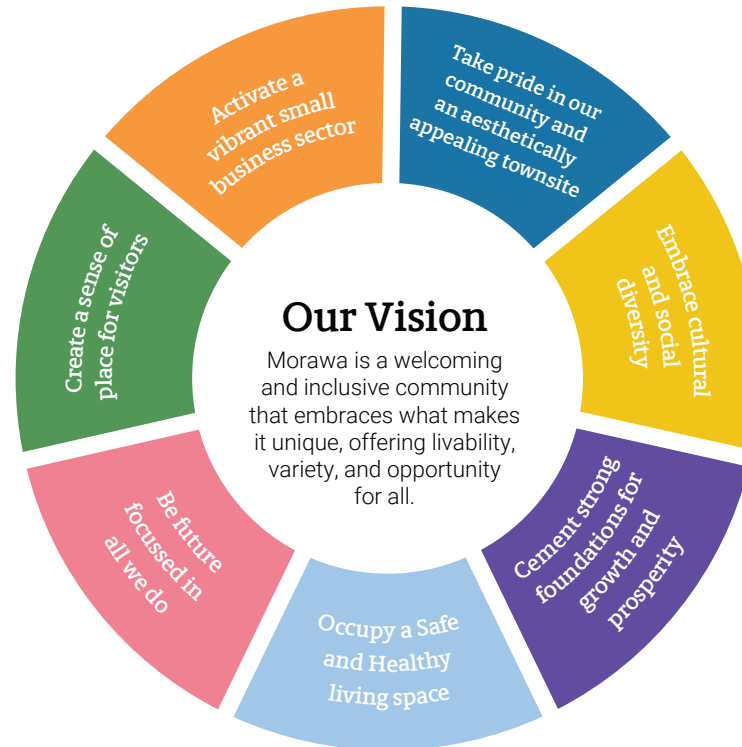 Our Vision
Morawa is a welcoming
and inclusive community
that embraces what makes
it unique, offering livability,
variety, and opportunity
for all.
Take pride in our
community and
an aesthetically
appealing townsite
Embrace cultural
and social
diversity
Cement strong
foundations for
growth and
prosperity
Occupy a Safe
and Healthy
living space
Be future
focussed in
all we do
Create a sense of
place for visitors
Activate a
vibrant small
business sector